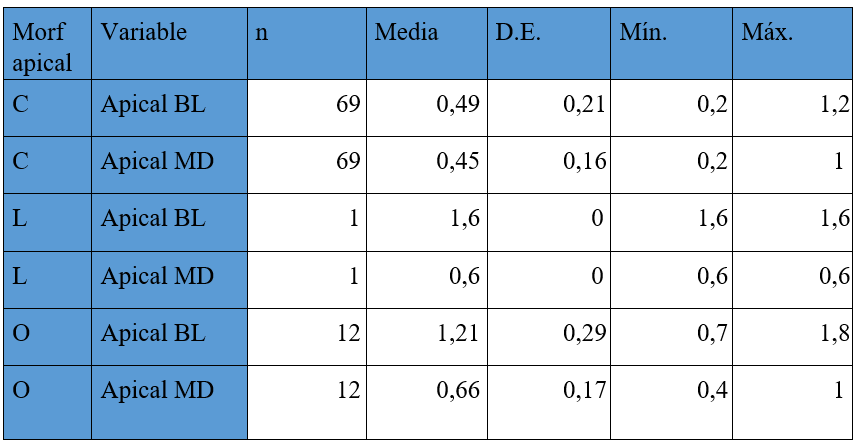 Morf apical Variable n Media D.E. Mín. Máx.
C Apical BL 69 0,49 0,21 0,2 1,2
C Apical MD 69 0,45 0,16 0,2 1
L Apical BL 1 1,6 0 1,6 1,6
L Apical MD 1 0,6 0 0,6 0,6
O Apical BL 12 1,21 0,29 0,7 1,8
O Apical MD 12 0,66 0,17 0,4 1